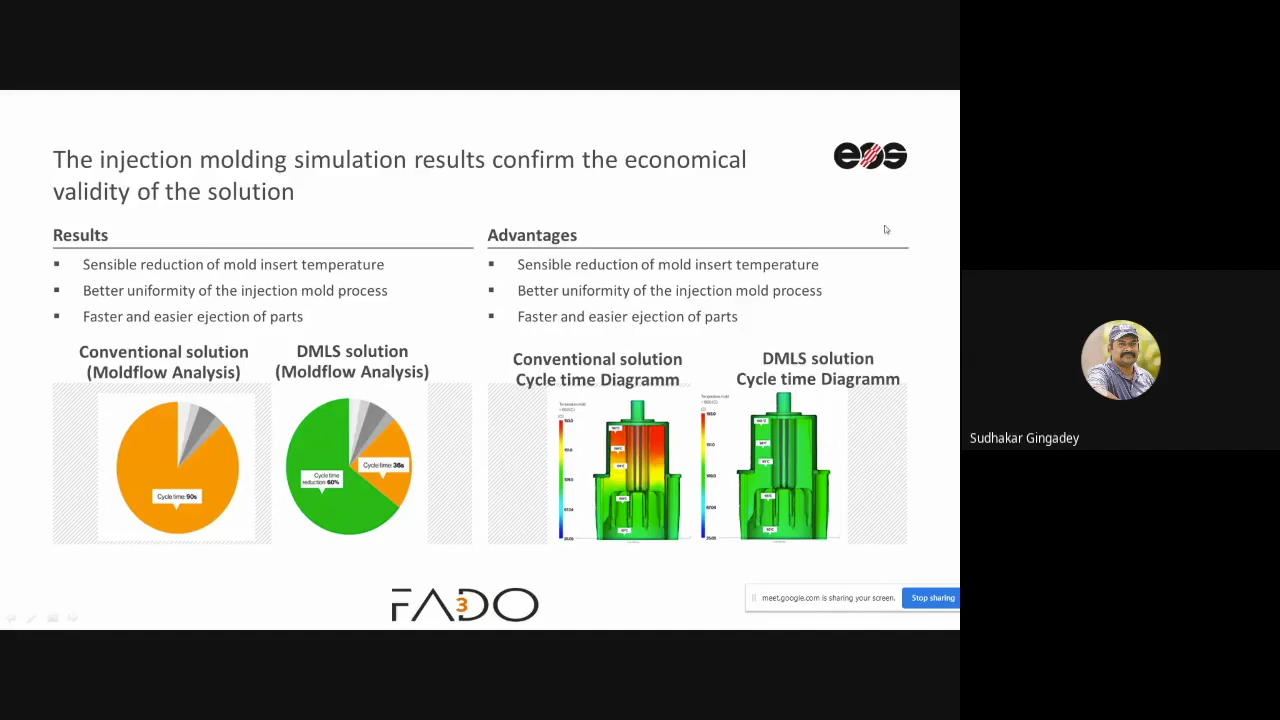 The injection molding simulation results confirm the economical
validity of the solution
eos
Results
Sensible reduction of mold insert temperature
Better uniformity of the injection mold process
Faster and easier ejection of parts
Advantages
Sensible reduction of mold insert temperature
Better uniformity of the injection mold process
Faster and easier ejection of parts
Conventional solution
(Moldflow Analysis)
DMLS solution
(Moldflow Analysis)
Conventional solution
Cycle time Diagramm
DMLS solution
Cycle time Diagramm
Cycle time: 90s
Cycle time
reduction: 60%
Cycle time: 36s
FADO
3
meet.google.com is sharing your screen.
Stop sharing
Sudhakar Gingadey